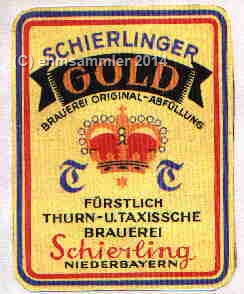 SCHIERLINGER
C) ehmsammler 2014
GOLD
BRAUEREI ORIGINAL-ABFÜLLUNG
T T
FÜRSTLICH
THURN-U.TAXISSCHE
BRAUEREI
Schierling
NIEDERBAYERN